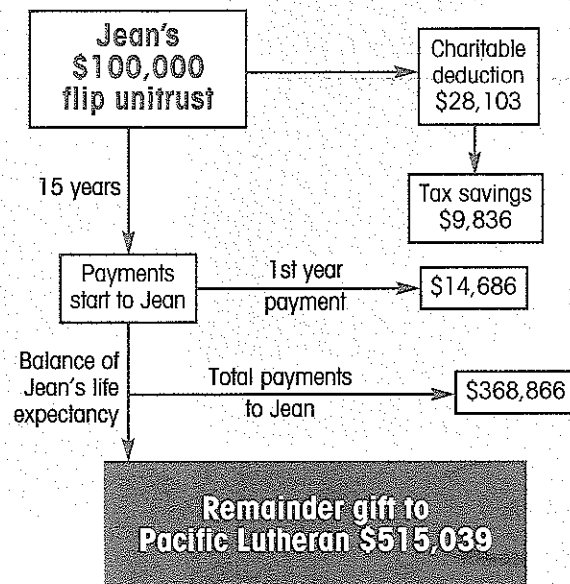 Jean's
$100,000
flip unitrust
Charitable
deduction
$28,103
Tax savings
$9,836
15 years
Payments
start to Jean
1st year
payment
$14,686
Balance of
Jean's life
expectancy
Total payments
to Jean
$368,866
Remainder gift to
Pacific Lutheran $515,039